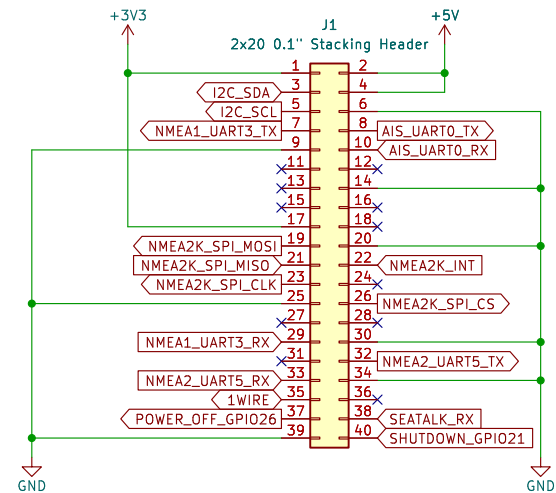 +3V3
J1
+5V
2x20 0.1" Stacking Header
1 2
I2C_SDA 3 4
I2C_SCL 5 6
NMEA1_UART3_TX 7 8 AIS_UART0_TX
9 10 AIS_UART0_RX
11 12
13 14
15 16
17 18
NMEA2K_SPI_MOSI 19 20
NMEA2K_SPI_MISO 21 22 NMEA2K_INT
NMEA2K_SPI_CLK 23 24
25 26 NMEA2K_SPI_CS
27 28
NMEA1_UART3_RX 29 30
31 32 NMEA2_UART5_TX
NMEA2_UART5_RX 33 34
1WIRE 35 36
POWER_OFF_GPIO26 37 38 SEATALK_RX
39 40 SHUTDOWN_GPIO21
GND GND